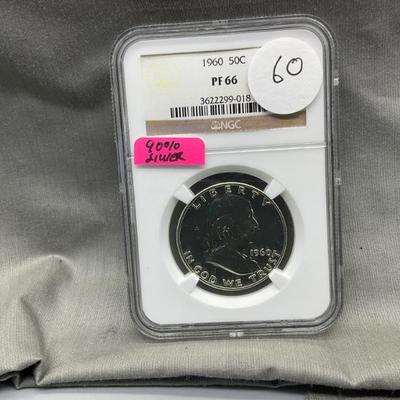 1960 50C
PF 66
3622299-018
NGC
60
90%
SILVER
LIBERTY
1960
IN GOD WE TRUST